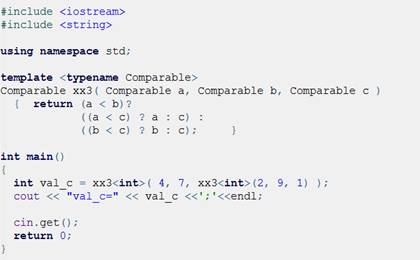 #include <iostream>
#include <string>
using namespace std;
template <typename Comparable>
Comparable xx3( Comparable a, Comparable b, Comparable c )
{ return (a < b)?
((a < c) ? a : c) :
((b < c) ? b : c); }
int main()
{
int val_c = xx3<int>( 4, 7, xx3<int>(2, 9, 1) );
cout << "val_c=" << val_c <<';'<<endl;
cin.get();
return 0;
}